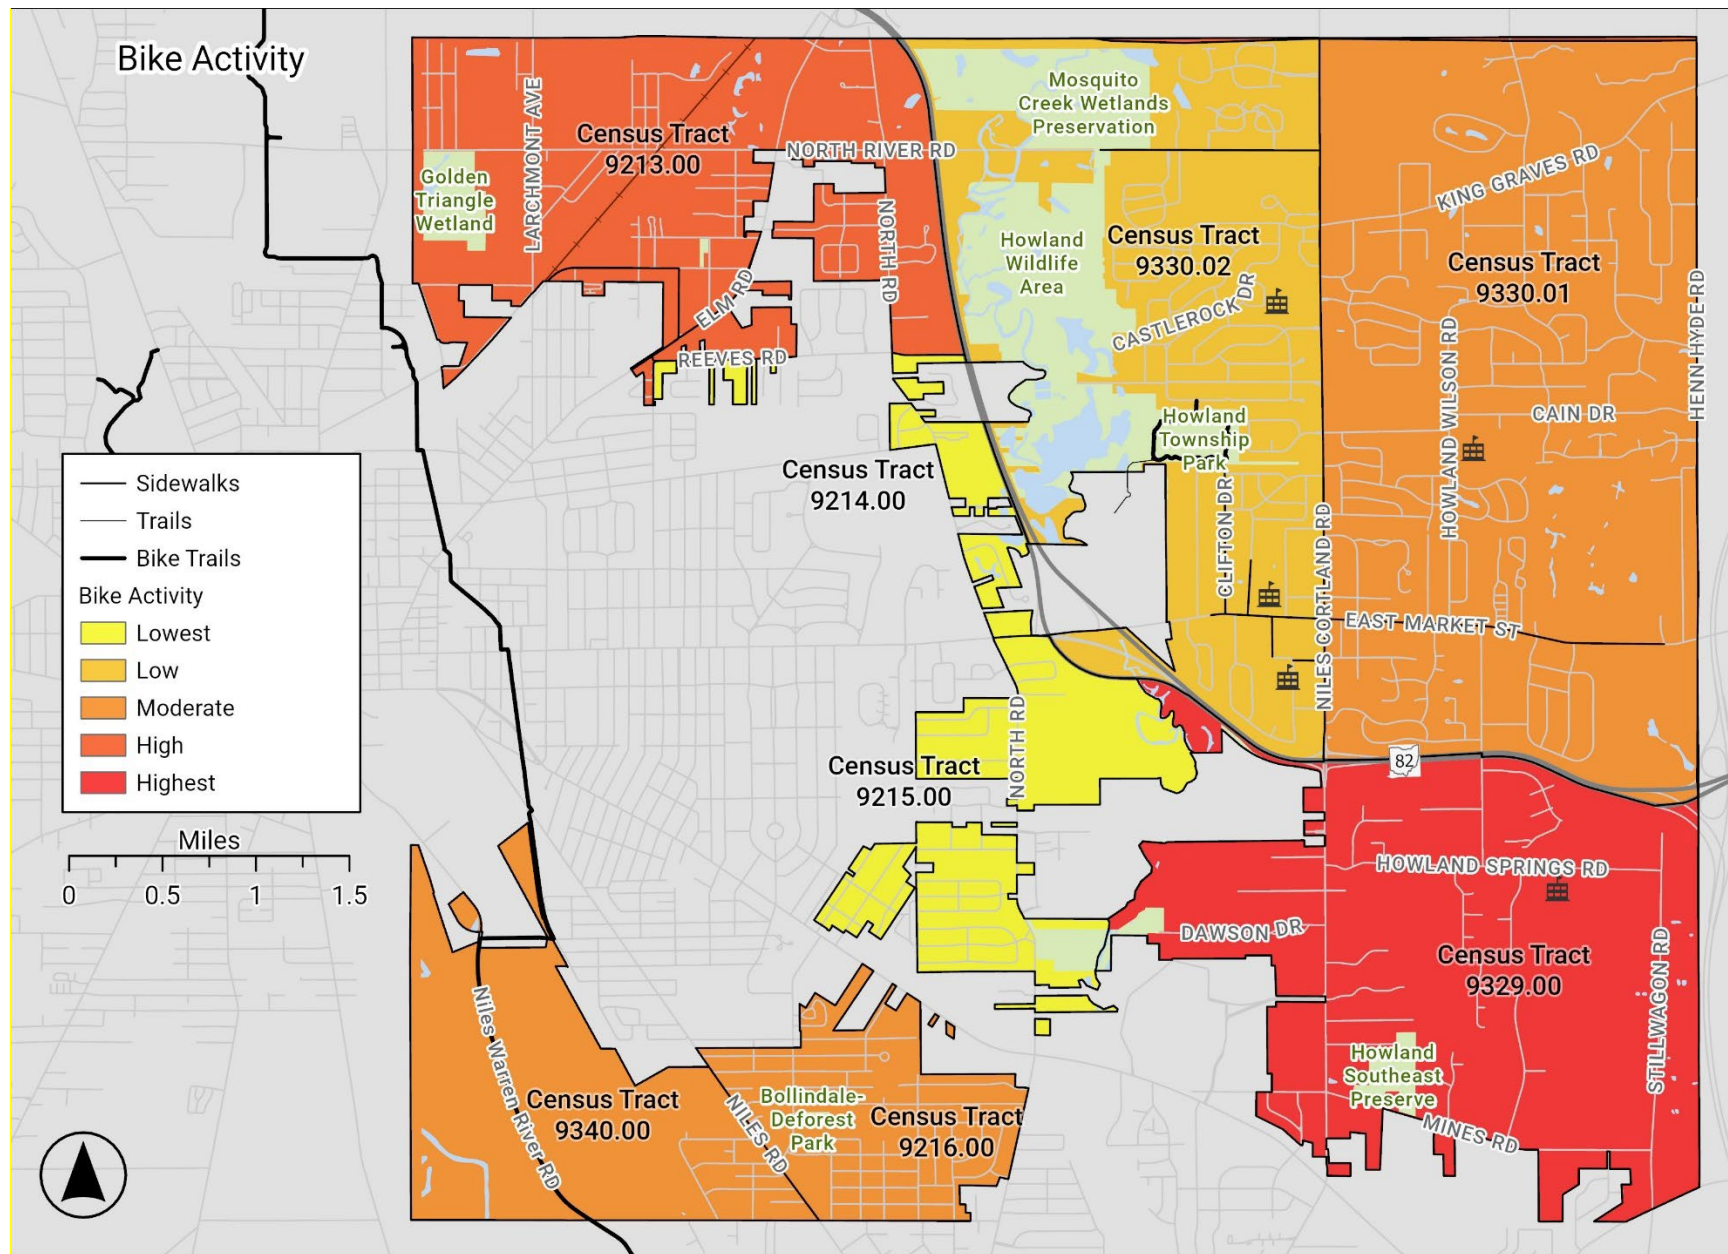 Bike Activity
LARCHMONT AVE
Census Tract
9213.00
NORTH RIVER RD
Golden
Triangle
Wetland
NORTH RD
ELM RD
REEVES RD
Mosquito
Creek Wetlands
Preservation
Howland
Wildlife
Area
Census Tract
9330.02
CASTLEROCK DR
KING GRAVES RD
Census Tract
9330.01
HENN HYDE RD
HOWLAND WILSON RD
CAIN DR
Howland
Township
Park
Census Tract
9214.00
CLIFTON DR
NILES CORTLAND RD
EAST MARKET ST
Sidewalks
Trails
Bike Trails
Bike Activity
Lowest
Low
Moderate
High
Highest
Miles
0 0.5 1 1.5
NORTH RD
Census Tract
9215.00
82
HOWLAND SPRINGS RD
DAWSON DR
Census Tract
9329.00
STILLWAGON RD
Howland
Southeast
Preserve
MINES RD
Niles Warren River RD
Census Tract
9340.00
NILES RD
Bollindale-
Deforest
Park
Census Tract
9216.00